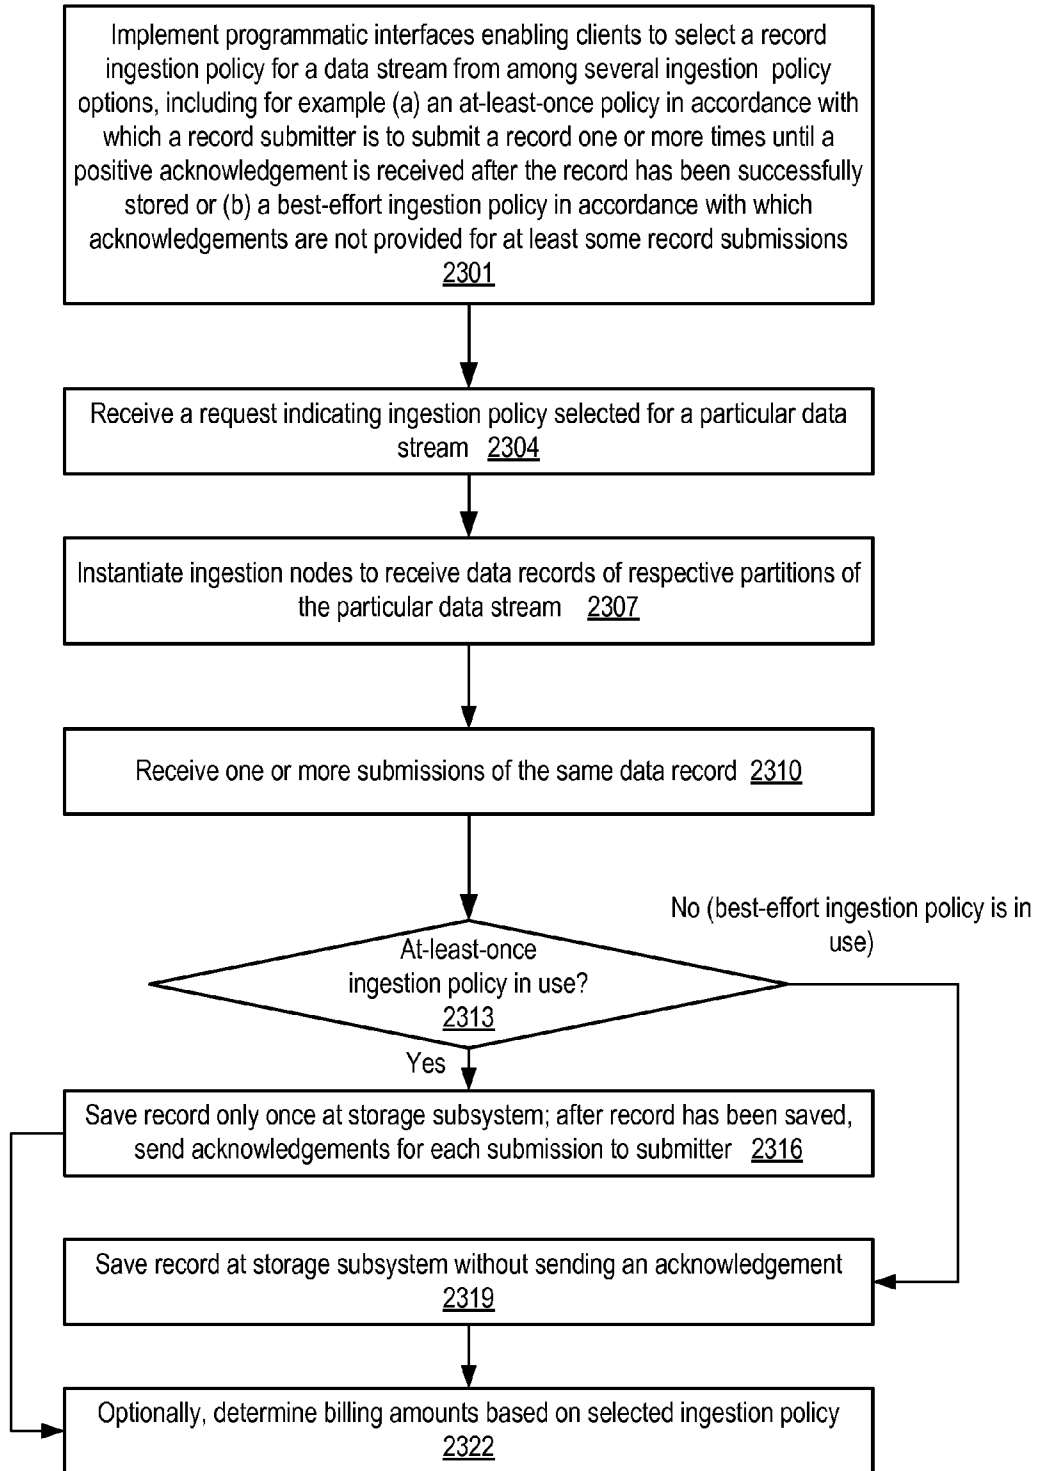 Implement programmatic interfaces enabling clients to select a record
ingestion policy for a data stream from among several ingestion policy
options, including for example (a) an at-least-once policy in accordance with
which a record submitter is to submit a record one or more times until a
positive acknowledgement is received after the record has been successfully
stored or (b) a best-effort ingestion policy in accordance with which
acknowledgements are not provided for at least some record submissions
2301
Receive a request indicating ingestion policy selected for a particular data
stream 2304
Instantiate ingestion nodes to receive data records of respective partitions of
the particular data stream 2307
Receive one or more submissions of the same data record 2310
No (best-effort ingestion policy is in
use)
At-least-once
ingestion policy in use?
2313
Yes
Save record only once at storage subsystem; after record has been saved,
send acknowledgements for each submission to submitter 2316
Save record at storage subsystem without sending an acknowledgement
2319
Optionally, determine billing amounts based on selected ingestion policy
2322